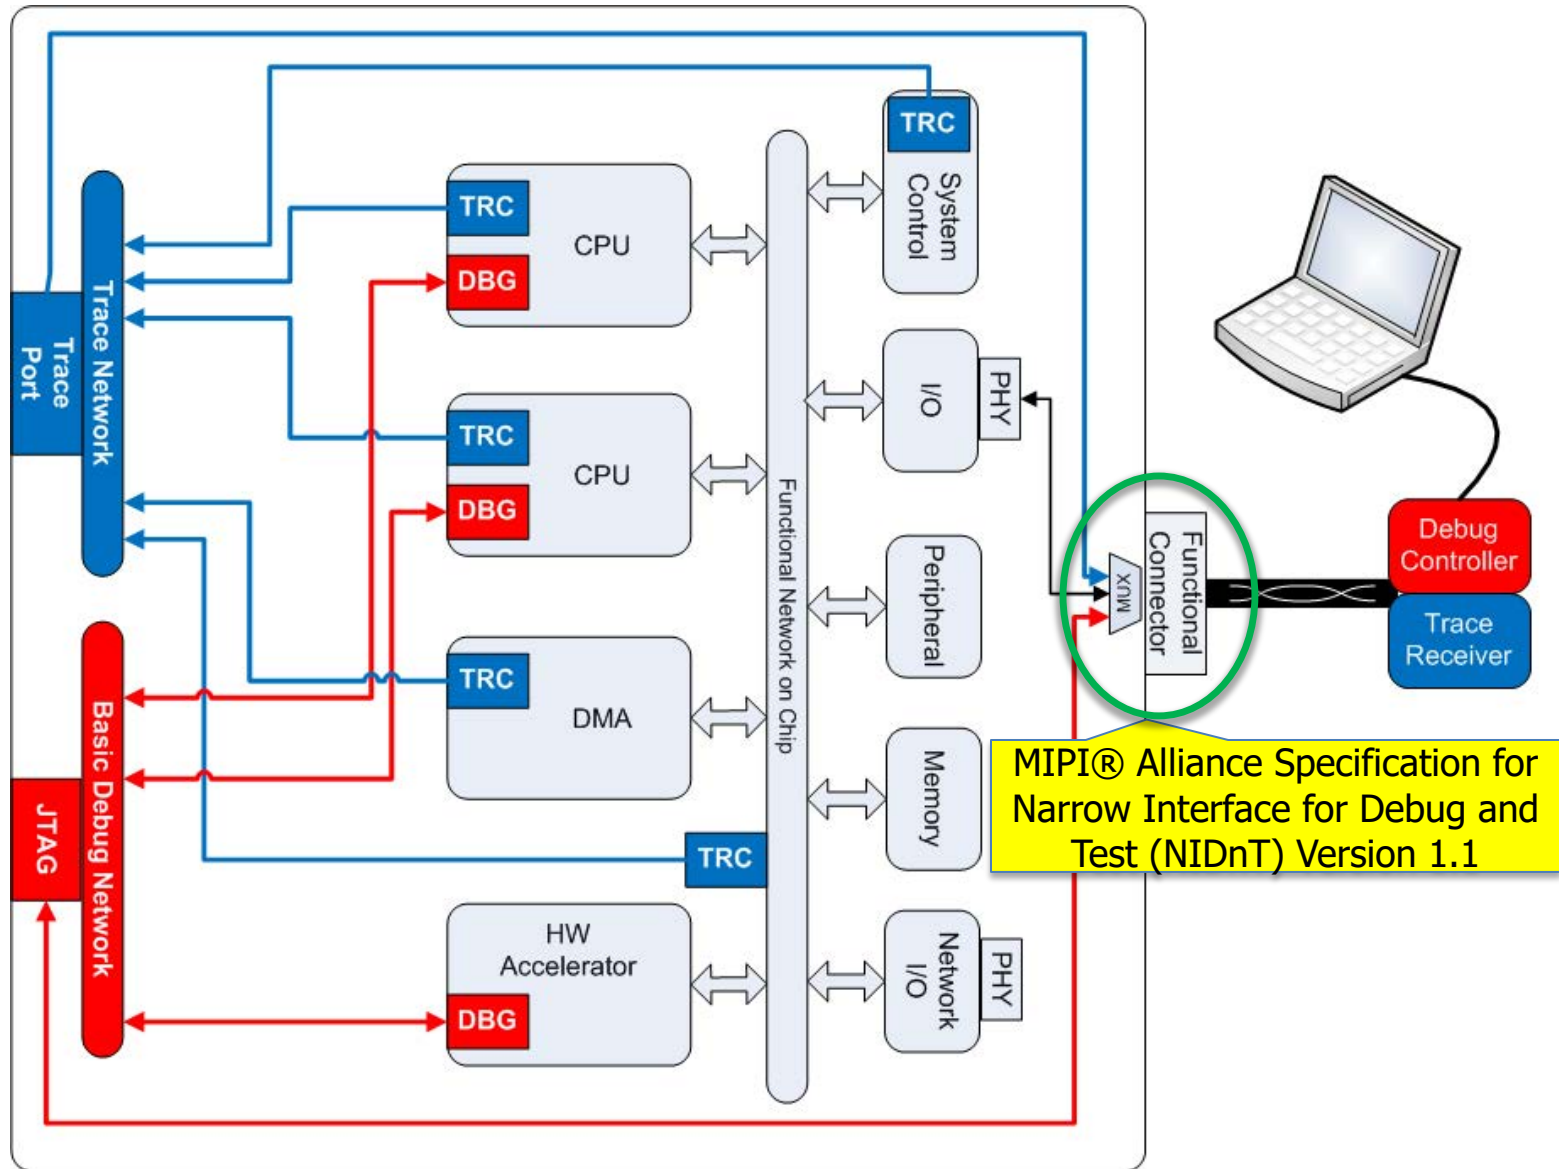 TRC
System
Control
TRC
CPU
DBG
Trace Network
Trace
Port
I/O
PHY
TRC
CPU
DBG
Functional Network on Chip
Functional
Connector
MUX
Debug
Controller
Trace
Receiver
Peripheral
TRC
DMA
Basic Debug Network
JTAG
Memory
MIPI® Alliance Specification for
Narrow Interface for Debug and
Test (NIDnT) Version 1.1
TRC
HW
Accelerator
DBG
Network
I/O
PHY